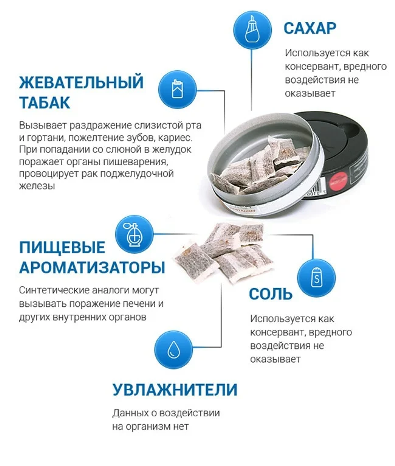 САХАР
Используется как
консервант, вредного
воздействия не
оказывает
ЖЕВАТЕЛЬНЫЙ
ТАБАК
Вызывает раздражение слизистой рта
и гортани, пожелтение зубов, кариес.
При попадании со слюной в желудок
поражает органы пищеварения,
провоцирует рак поджелудочной
железы
ПИЩЕВЫЕ
АРОМАТИЗАТОРЫ
Синтетические аналоги могут
вызывать поражение печени и
других внутренних органов
S
СОЛЬ
Используется как
консервант, вредного
воздействия не
оказывает
УВЛАЖНИТЕЛИ
Данных о воздействии
на организм нет